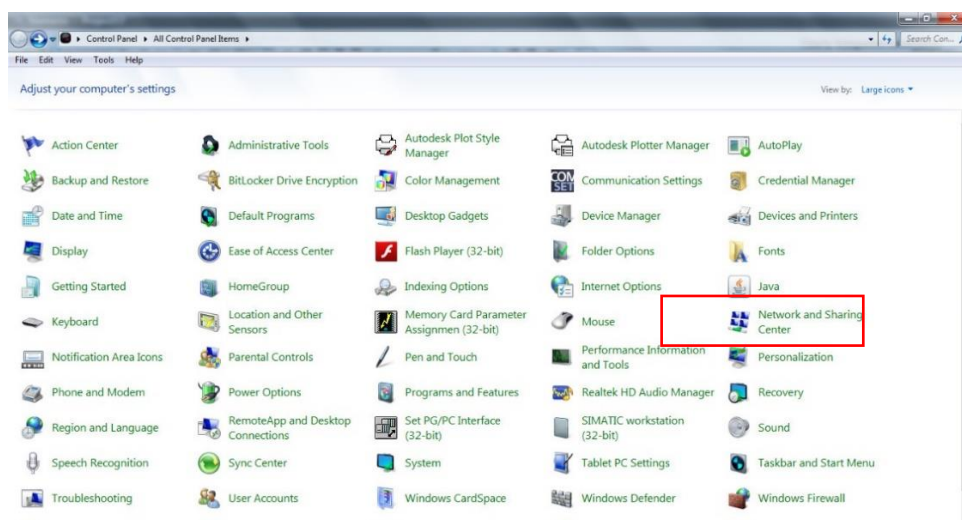 Control Panel ▸ All Control Panel Items ▸
Search Con...
File Edit View Tools Help
Adjust your computer's settings
View by: Large icons
Action Center
Administrative Tools
Autodesk Plot Style
Manager
Autodesk Plotter Manager
AutoPlay
Backup and Restore
BitLocker Drive Encryption
Color Management
COM
SET
Communication Settings
Credential Manager
Date and Time
Default Programs
Desktop Gadgets
Device Manager
Devices and Printers
Display
Ease of Access Center
Flash Player (32-bit)
Folder Options
Fonts
Getting Started
HomeGroup
Indexing Options
Internet Options
Java
Keyboard
Location and Other
Sensors
Memory Card Parameter
Assignmen (32-bit)
Mouse
Network and Sharing
Center
Notification Area Icons
Parental Controls
Pen and Touch
Performance Information
and Tools
Personalization
Phone and Modem
Power Options
Programs and Features
Realtek HD Audio Manager
Recovery
Region and Language
RemoteApp and Desktop
Connections
Set PG/PC Interface
(32-bit)
SIMATIC workstation
(32-bit)
Sound
Speech Recognition
Sync Center
System
Tablet PC Settings
Taskbar and Start Menu
Troubleshooting
User Accounts
Windows CardSpace
Windows Defender
Windows Firewall